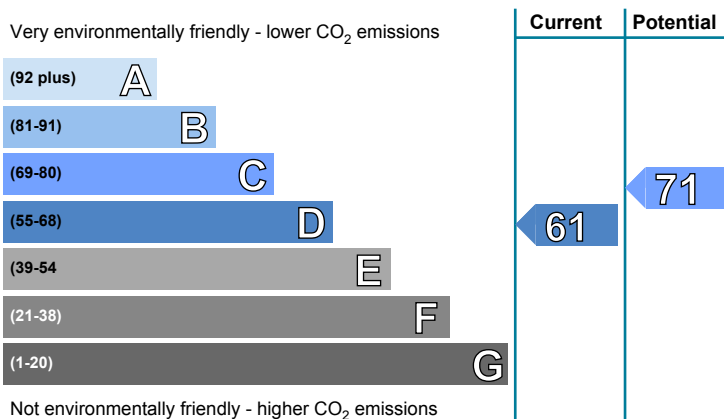 Current Potential
Very environmentally friendly - lower CO2 emissions
(92 plus) A
(81-91) B
(69-80) C
71
(55-68) D
61
(39-54 E
(21-38) F
(1-20) G
Not environmentally friendly - higher CO2 emissions